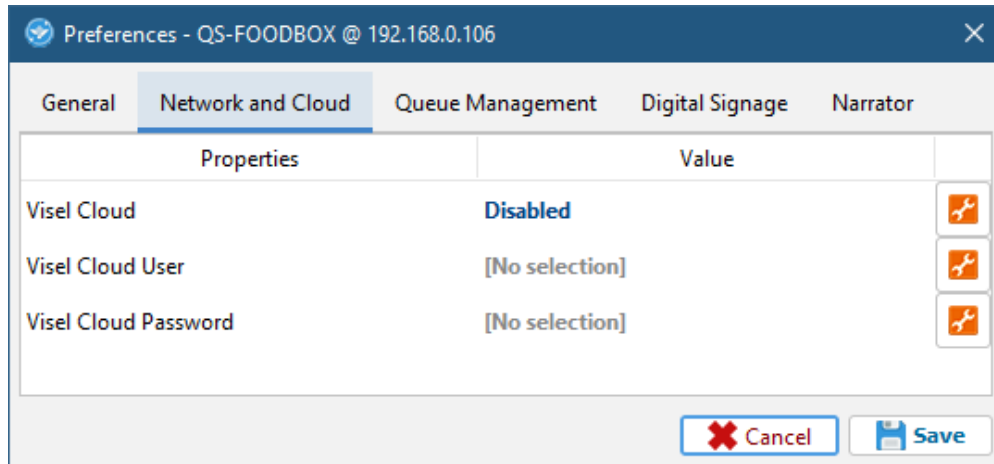 Preferences - QS-FOODBOX @ 192.168.0.106
General Network and Cloud Queue Management Digital Signage Narrator
Properties Value
Visel Cloud Disabled
Visel Cloud User [No selection]
Visel Cloud Password [No selection]
Cancel Save